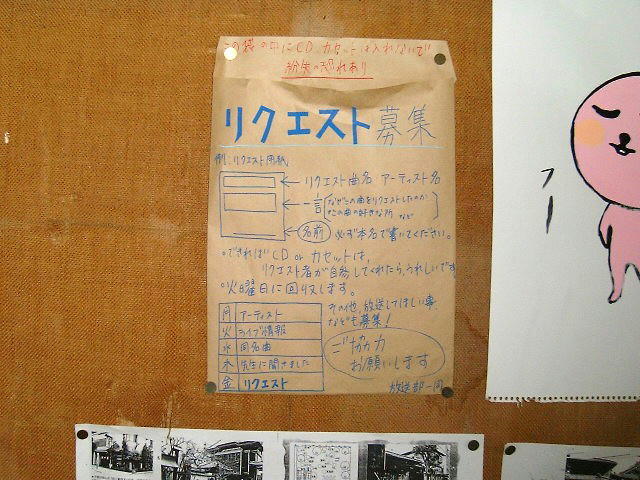 この袋の中にCD、カセットは入れないで
紛失の恐れあり
リクエスト募集
例:リクエスト用紙
リクエスト曲名 アーティスト名
一言(なぜこの曲をリクエストしたのか
この曲の好きな所 など)
名前 必ず本名で書いてください。
○できればCD or カセットは、
リクエスト者が自参してくれたら、うれしいです
○火曜日に回収します。
月 アーティスト
火 ライブ情報
水 同名曲
木 先生に聞きました
金 リクエスト
その他、放送してほしい事、
なども募集!
ご協力
お願いします
放送部一同